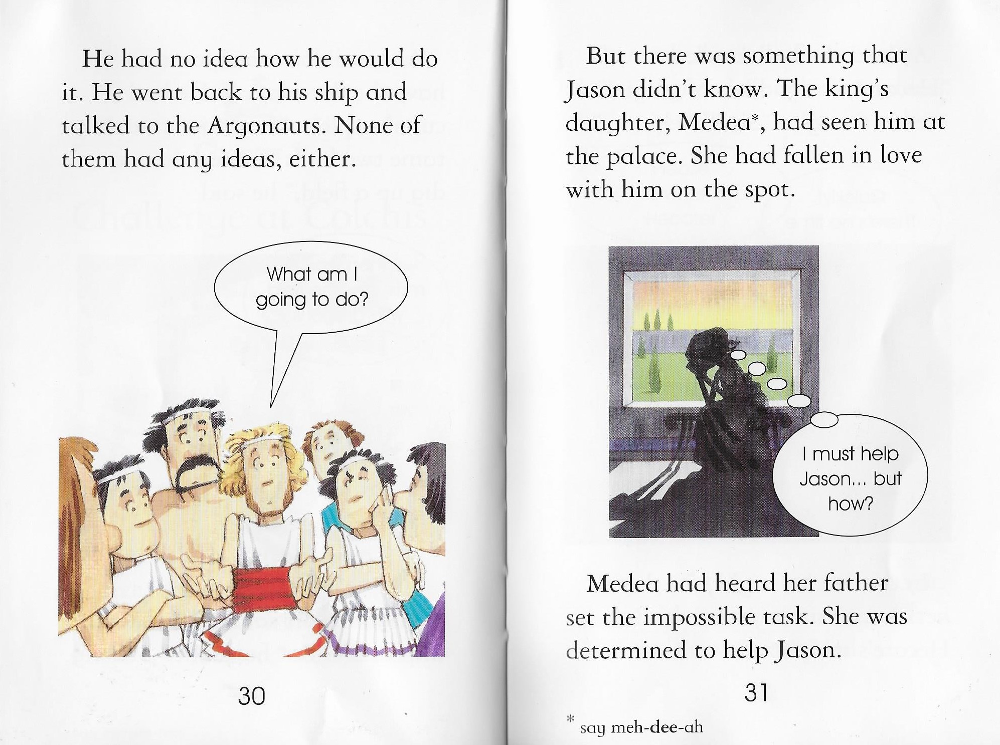 He had no idea how he would do
it. He went back to his ship and
talked to the Argonauts. None of
them had any ideas, either.
What am I
going to do?
30
But there was something that
Jason didn't know. The king's
daughter, Medea*, had seen him at
the palace. She had fallen in love
with him on the spot.
I must help
Jason... but
how?
Medea had heard her father
set the impossible task. She was
determined to help Jason.
31
* say meh-dee-ah